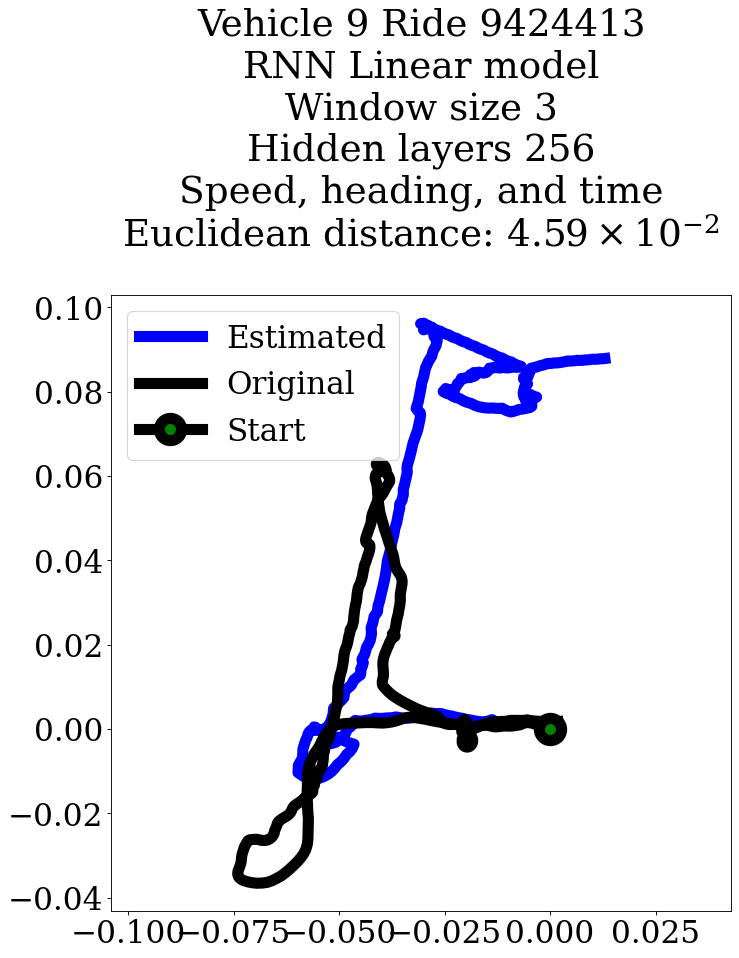 Vehicle 9 Ride 9424413
RNN Linear model
Window size 3
Hidden layers 256
Speed, heading, and time
Euclidean distance: 4.59 × 10⁻²
Estimated
Original
Start
0.10
0.08
0.06
0.04
0.02
0.00
−0.02
−0.04
−0.100 −0.075 −0.050 −0.025 0.000 0.025